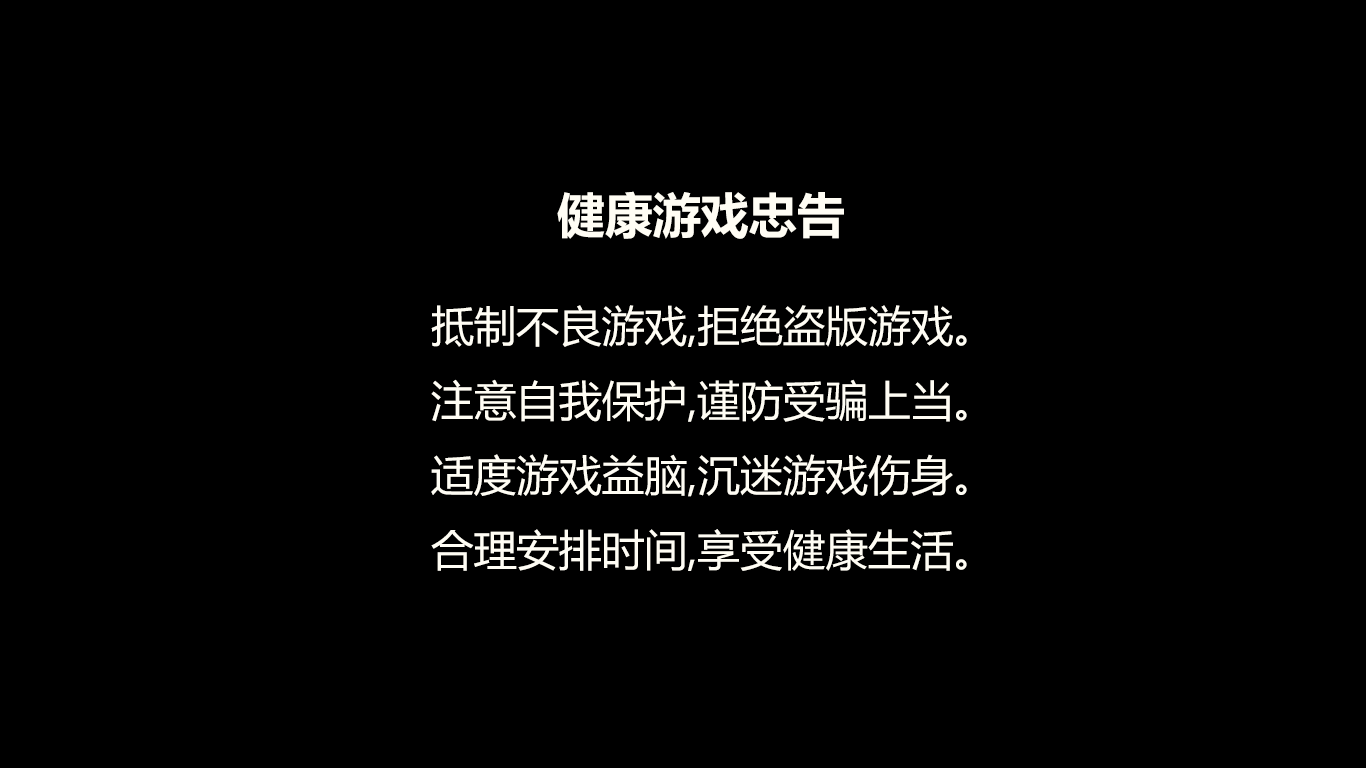 健康游戏忠告
抵制不良游戏,拒绝盗版游戏。
注意自我保护,谨防受骗上当。
适度游戏益脑,沉迷游戏伤身。
合理安排时间,享受健康生活。